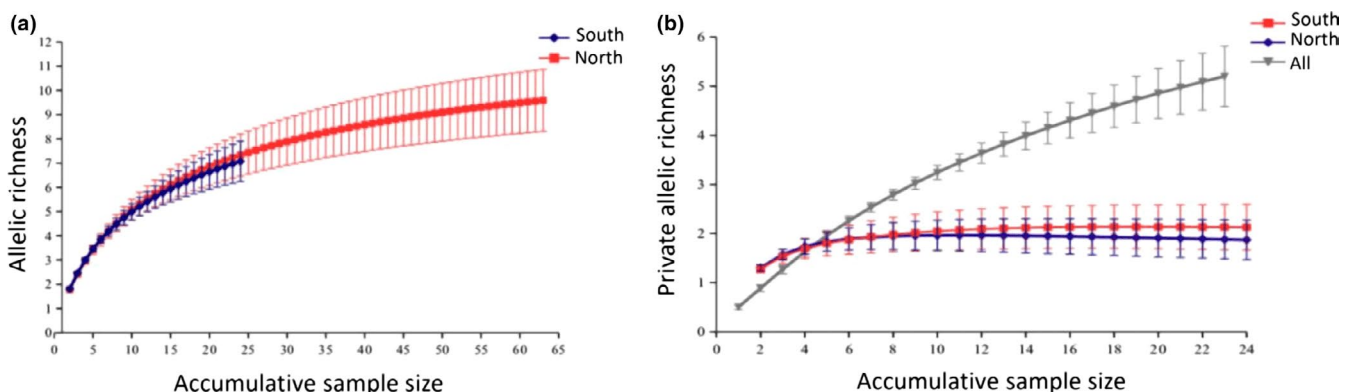 (a)
South
North
Allelic richness
12
11
10
9
8
7
6
5
4
3
2
1
0
0 5 10 15 20 25 30 35 40 45 50 55 60 65
Accumulative sample size
(b)
South
North
All
Private allelic richness
6
5
4
3
2
1
0
0 2 4 6 8 10 12 14 16 18 20 22 24
Accumulative sample size